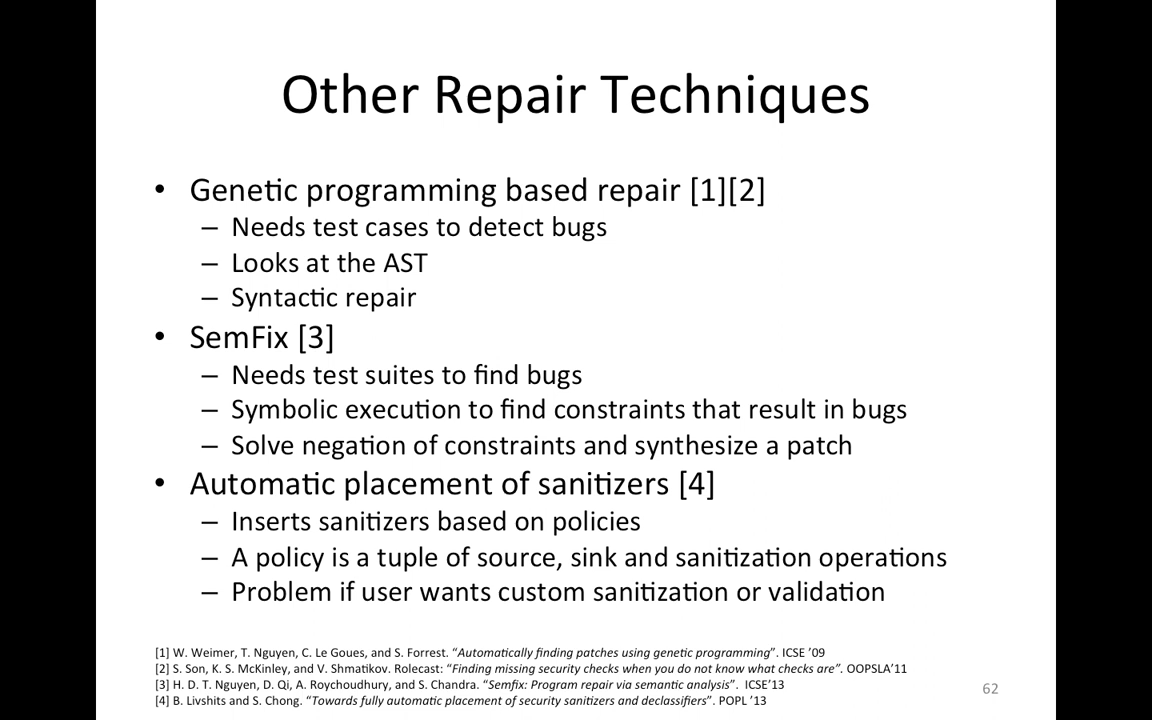 Other Repair Techniques
• Genetic programming based repair [1][2]
– Needs test cases to detect bugs
– Looks at the AST
– Syntactic repair
• SemFix [3]
– Needs test suites to find bugs
– Symbolic execution to find constraints that result in bugs
– Solve negation of constraints and synthesize a patch
• Automatic placement of sanitizers [4]
– Inserts sanitizers based on policies
– A policy is a tuple of source, sink and sanitization operations
– Problem if user wants custom sanitization or validation
[1] W. Weimer, T. Nguyen, C. Le Goues, and S. Forrest. “Automatically finding patches using genetic programming”. ICSE ’09
[2] S. Son, K. S. McKinley, and V. Shmatikov. Rolecast: “Finding missing security checks when you do not know what checks are”. OOPSLA’11
[3] H. D. T. Nguyen, D. Qi, A. Roychoudhury, and S. Chandra. “Semfix: Program repair via semantic analysis”. ICSE’13
[4] B. Livshits and S. Chong. “Towards fully automatic placement of security sanitizers and declassifiers”. POPL ’13
62